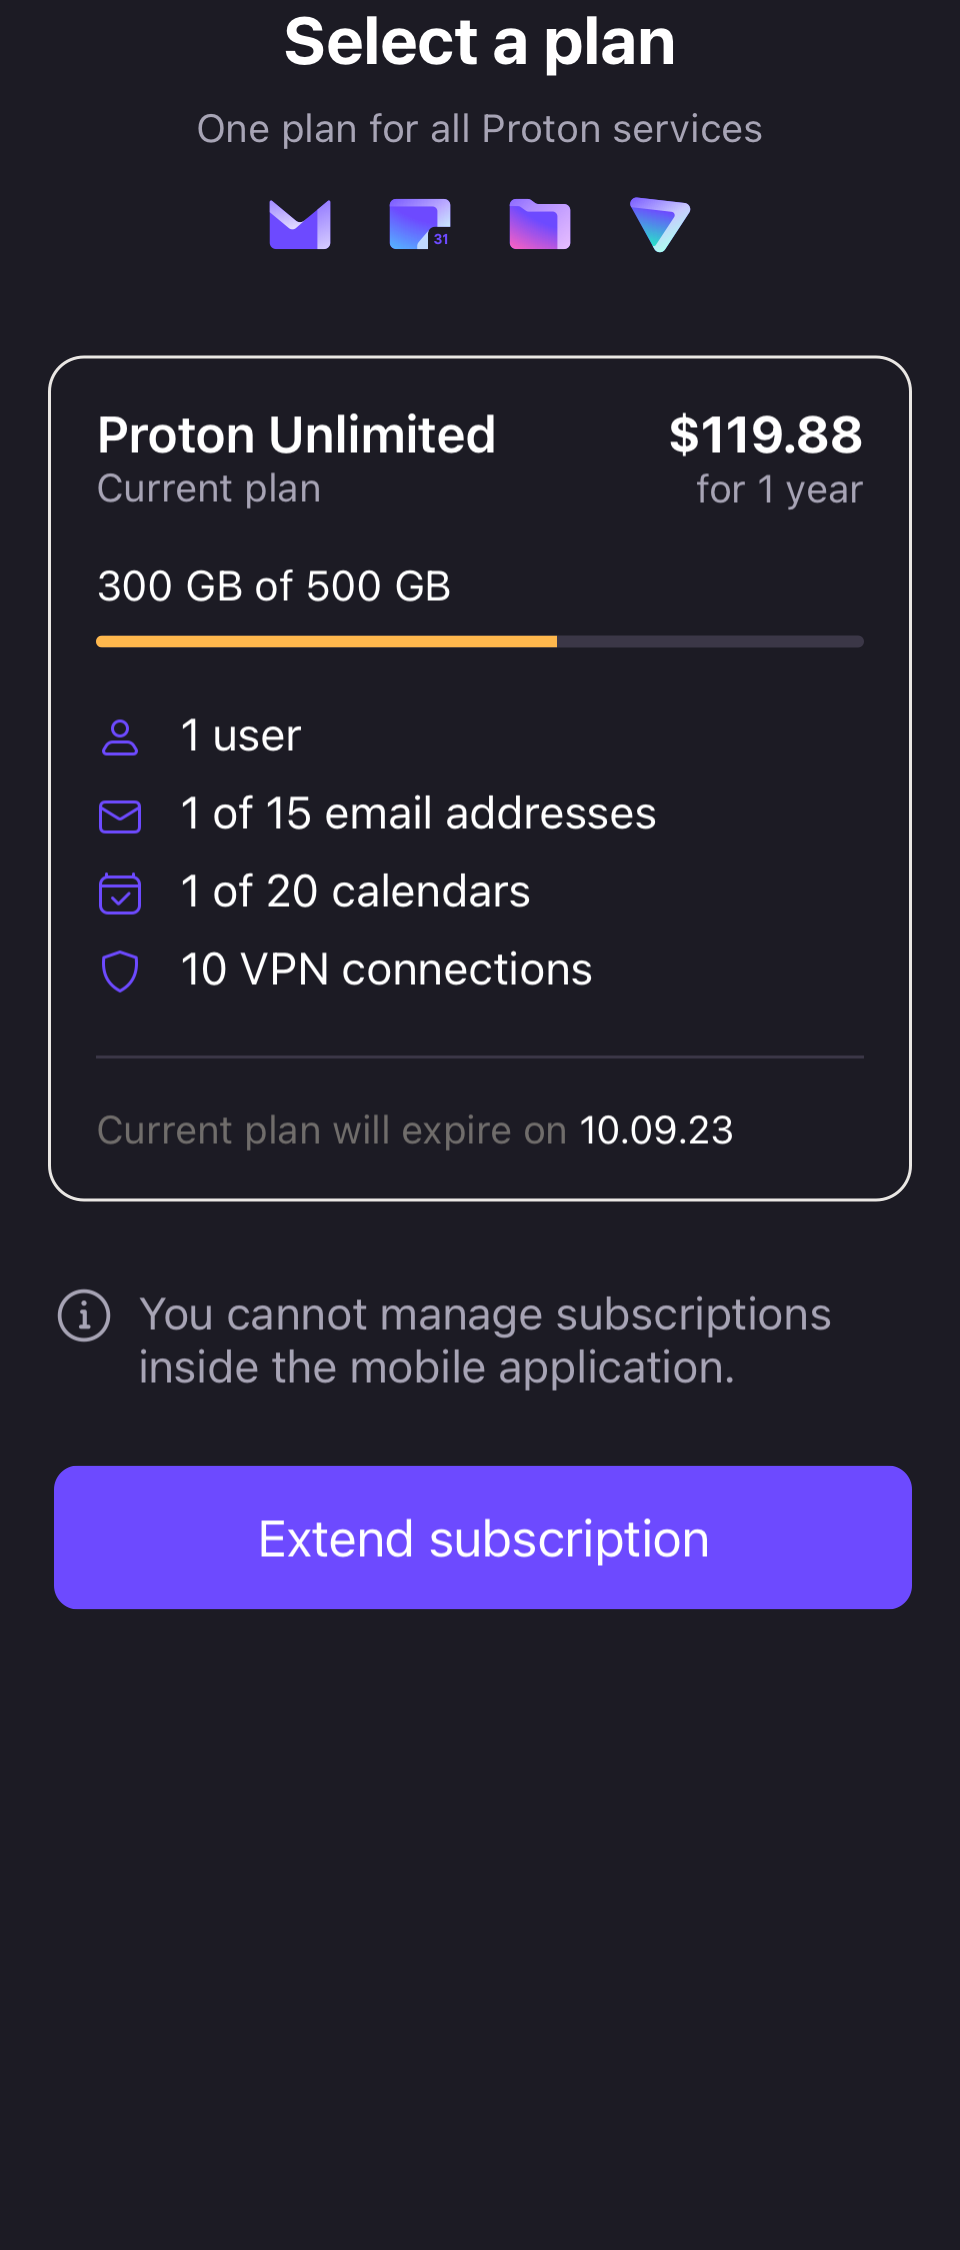 Select a plan
One plan for all Proton services
31
Proton Unlimited
$119.88
Current plan
for 1 year
300 GB of 500 GB
1 user
1 of 15 email addresses
1 of 20 calendars
10 VPN connections
Current plan will expire on 10.09.23
You cannot manage subscriptions
inside the mobile application.
Extend subscription